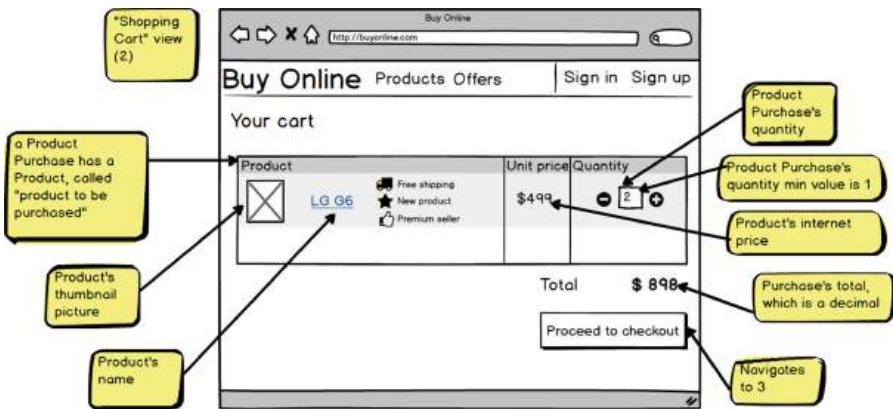 "Shopping
Cart" view
(2)
Buy Online
http://buyonline.com
Buy Online Products Offers Sign in Sign up
Your cart
Product
Purchase's
quantity
a Product
Purchase has a
Product, called
"product to be
purchased"
Product Unit price Quantity
LG G6
Free shipping
New product
Premium seller
$499
2
Product Purchase's
quantity min value is 1
Product's internet
price
Product's
thumbnail
picture
Total $ 898
Purchase's total,
which is a decimal
Proceed to checkout
Product's
name
Navigates
to 3